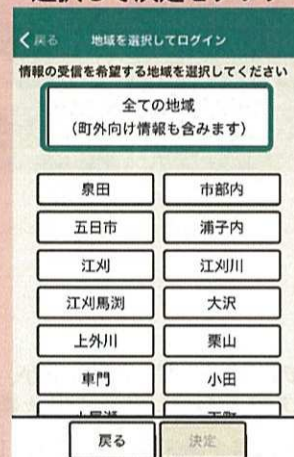 戻る 地域を選択してログイン
情報の受信を希望する地域を選択してください
全ての地域
(町外向け情報も含みます)
泉田 市部内
五日市 浦子内
江刈 江刈川
江刈馬渕 大沢
上外川 栗山
車門 小田
戻る 決定